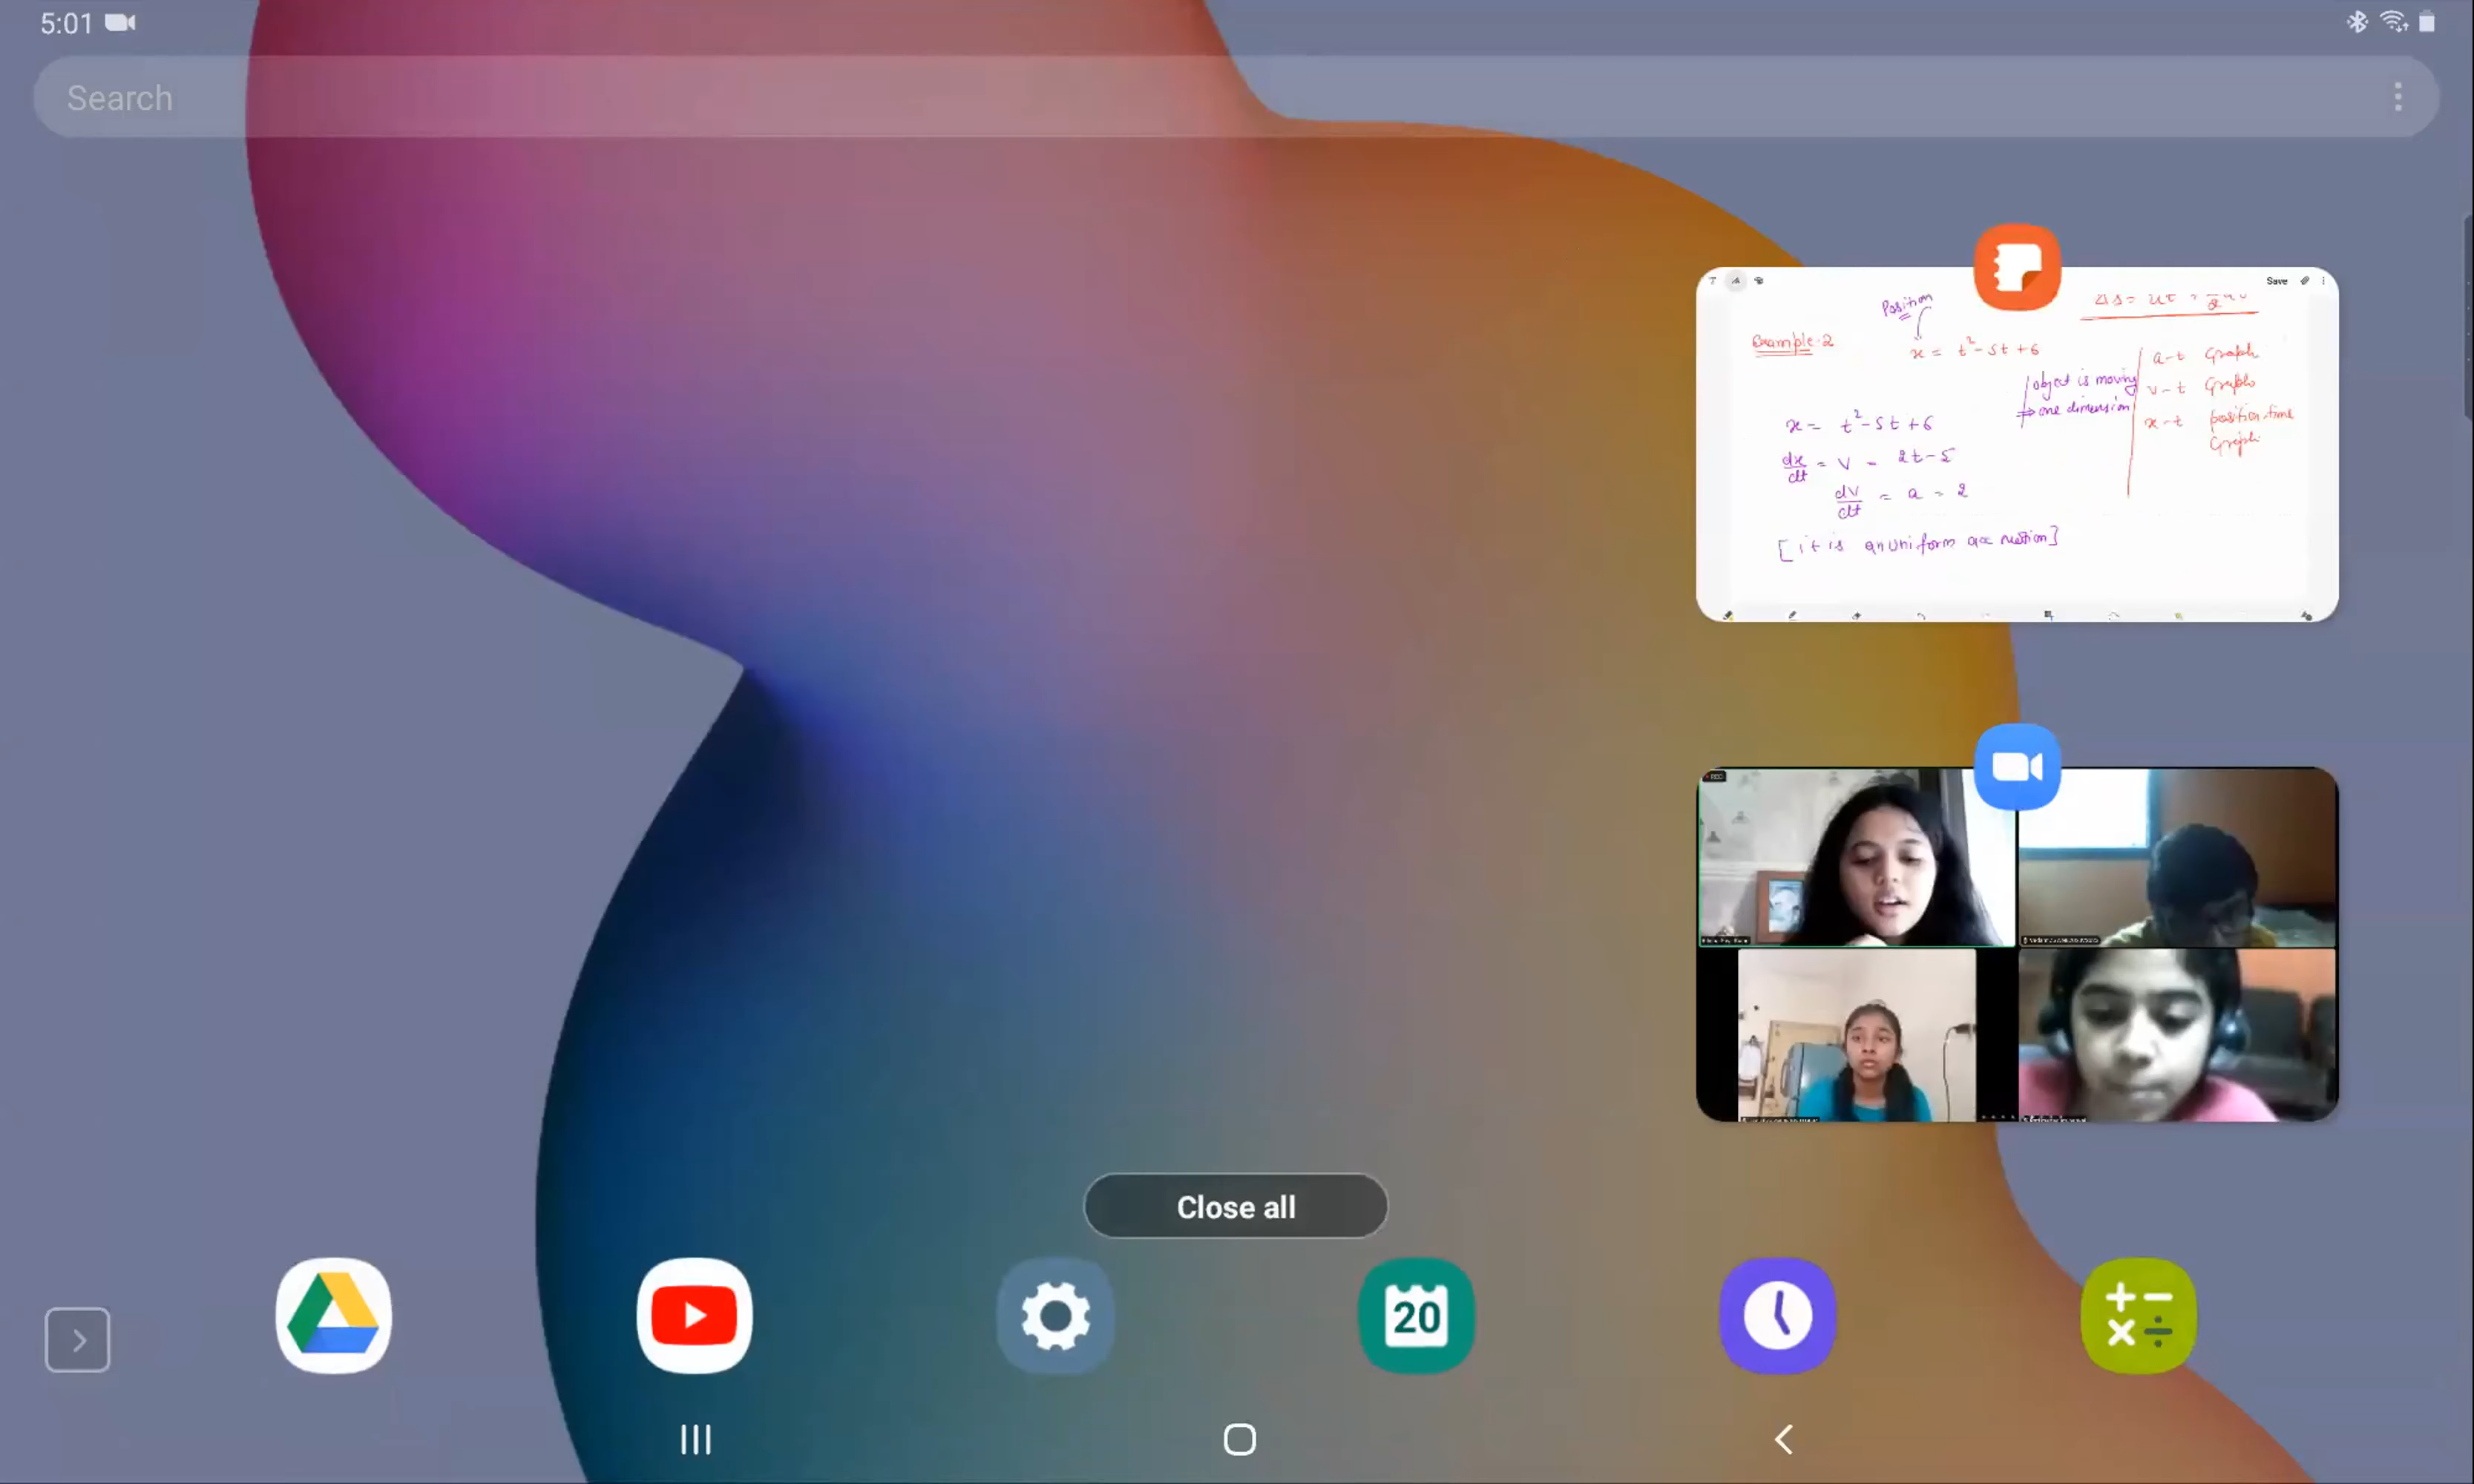 5:01
Search
Save
Position
Example-2
x = t² - 5t + 6
object is moving
⇒ one dimension
a-t Graph
v-t Graph
x-t position-time
Graph
x = t² - 5t + 6
dx/dt = v = 2t - 5
dv/dt = a = 2
[it is an uniform acc motion]
REC
Close all
20